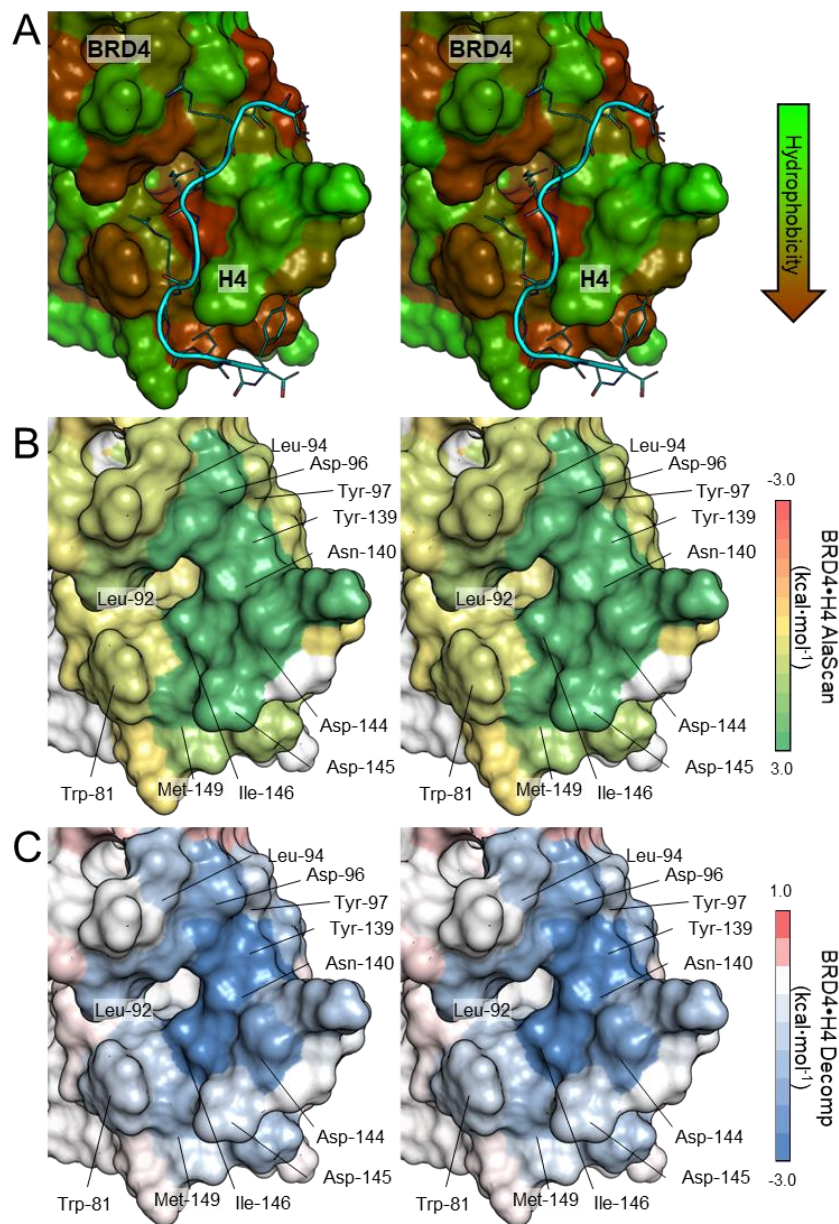 A
BRD4
BRD4
Hydrophobicity
H4
H4
B
Leu-94
Asp-96
Tyr-97
Tyr-139
Asn-140
Leu-92
Asp-144
Asp-145
Trp-81
Met-149
Ile-146
Leu-94
Asp-96
Tyr-97
Tyr-139
Asn-140
Leu-92
Asp-144
Asp-145
Trp-81
Met-149
Ile-146
-3.0
BRD4•H4 AlaScan
(kcal·mol⁻¹)
3.0
C
Leu-94
Asp-96
Tyr-97
Tyr-139
Asn-140
Leu-92
Asp-144
Asp-145
Trp-81
Met-149
Ile-146
Leu-94
Asp-96
Tyr-97
Tyr-139
Asn-140
Leu-92
Asp-144
Asp-145
Trp-81
Met-149
Ile-146
1.0
BRD4•H4 Decomp
(kcal·mol⁻¹)
-3.0